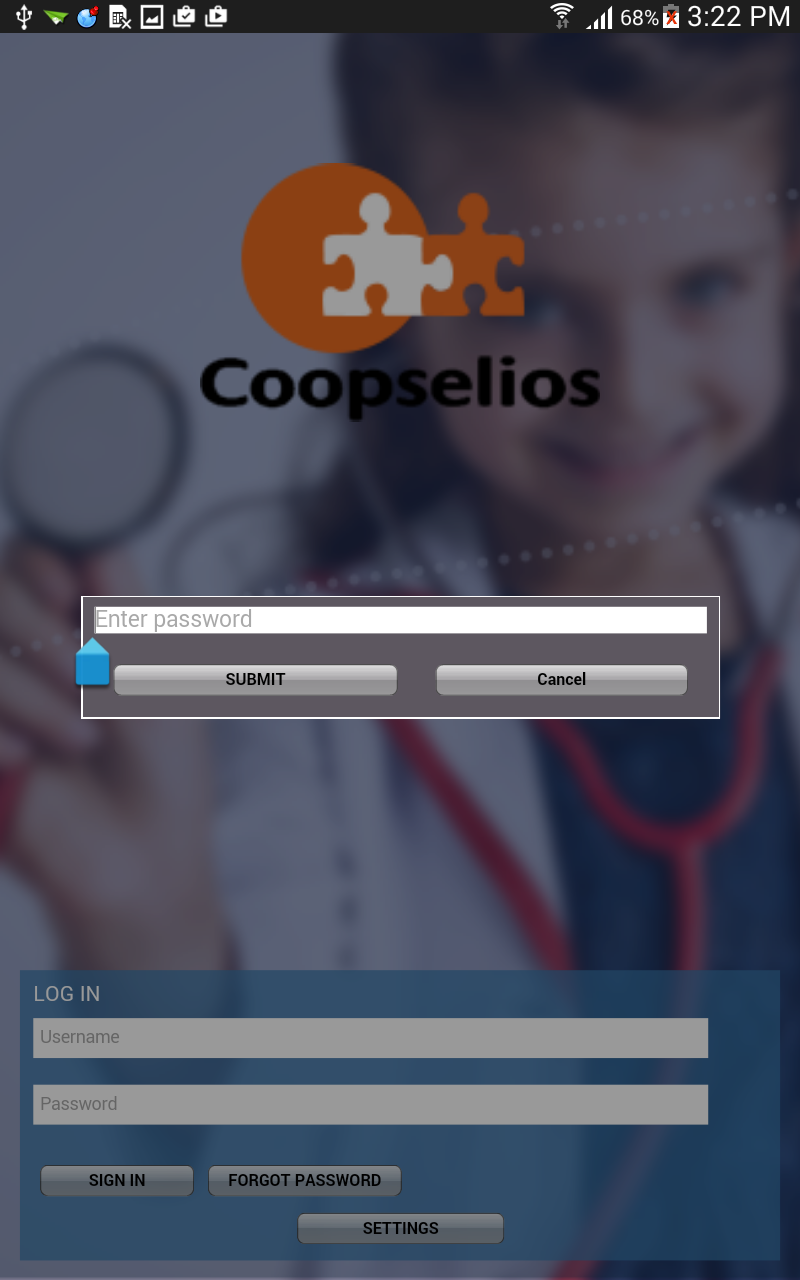 68% 3:22 PM
Coopselios
Enter password
SUBMIT Cancel
LOG IN
Username
Password
SIGN IN FORGOT PASSWORD
SETTINGS